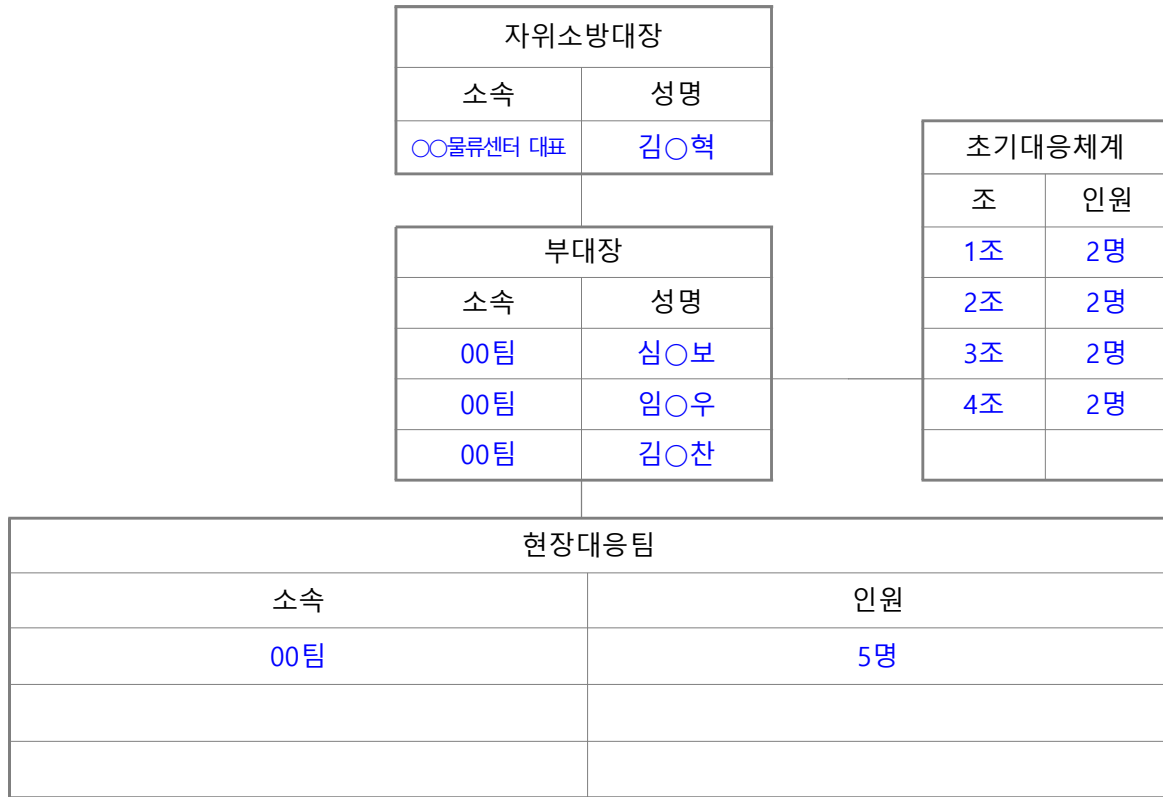 자위소방대장
소속 성명
○○물류센터 대표 김○혁
부대장
소속 성명
00팀 심○보
00팀 임○우
00팀 김○찬
초기대응체계
조 인원
1조 2명
2조 2명
3조 2명
4조 2명
현장대응팀
소속 인원
00팀 5명